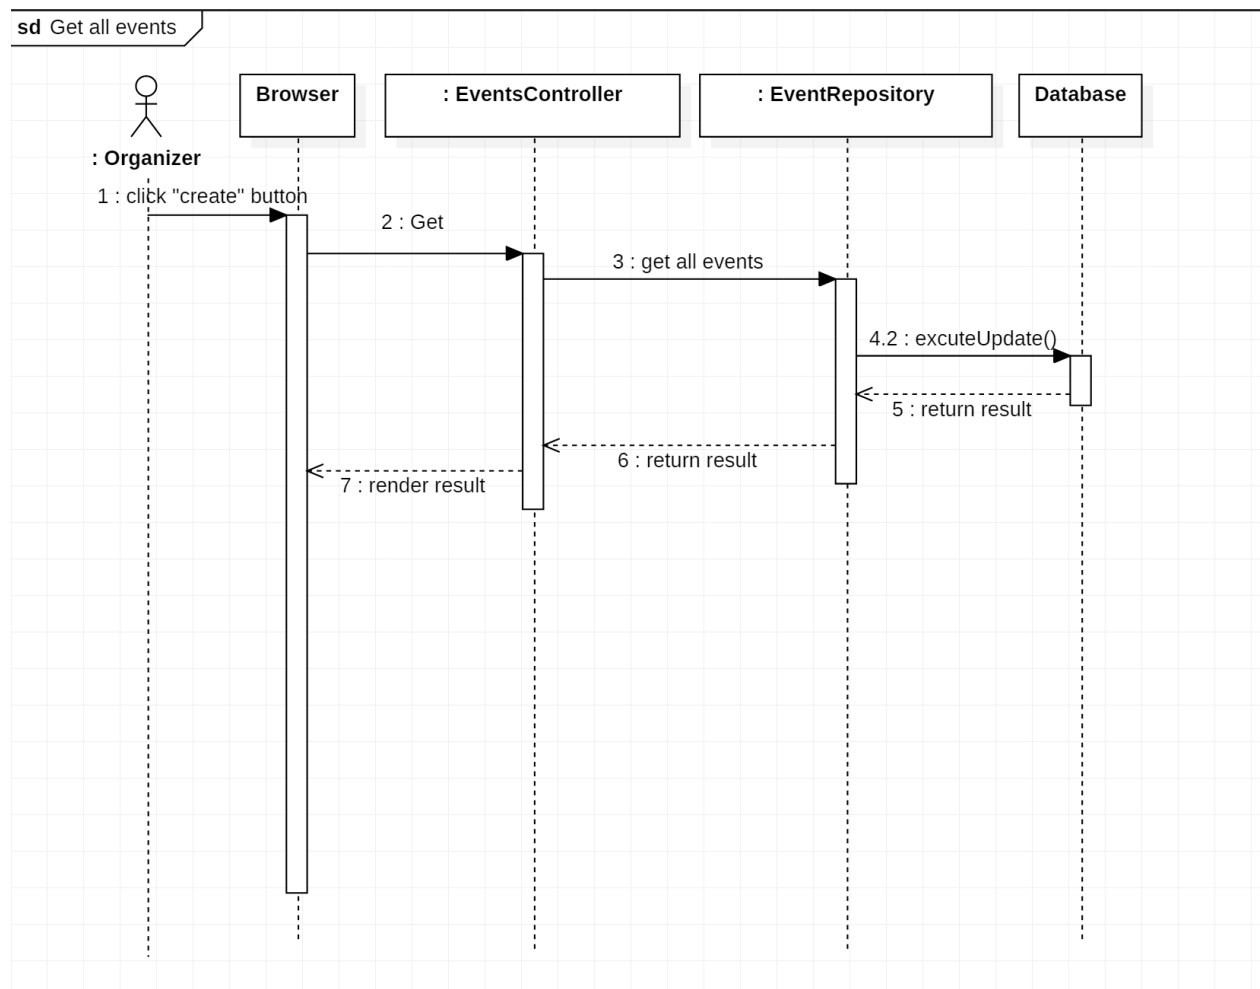 sd Get all events
Browser
: EventsController
: EventRepository
Database
: Organizer
1 : click "create" button
2 : Get
3 : get all events
4.2 : excuteUpdate()
5 : return result
6 : return result
7 : render result